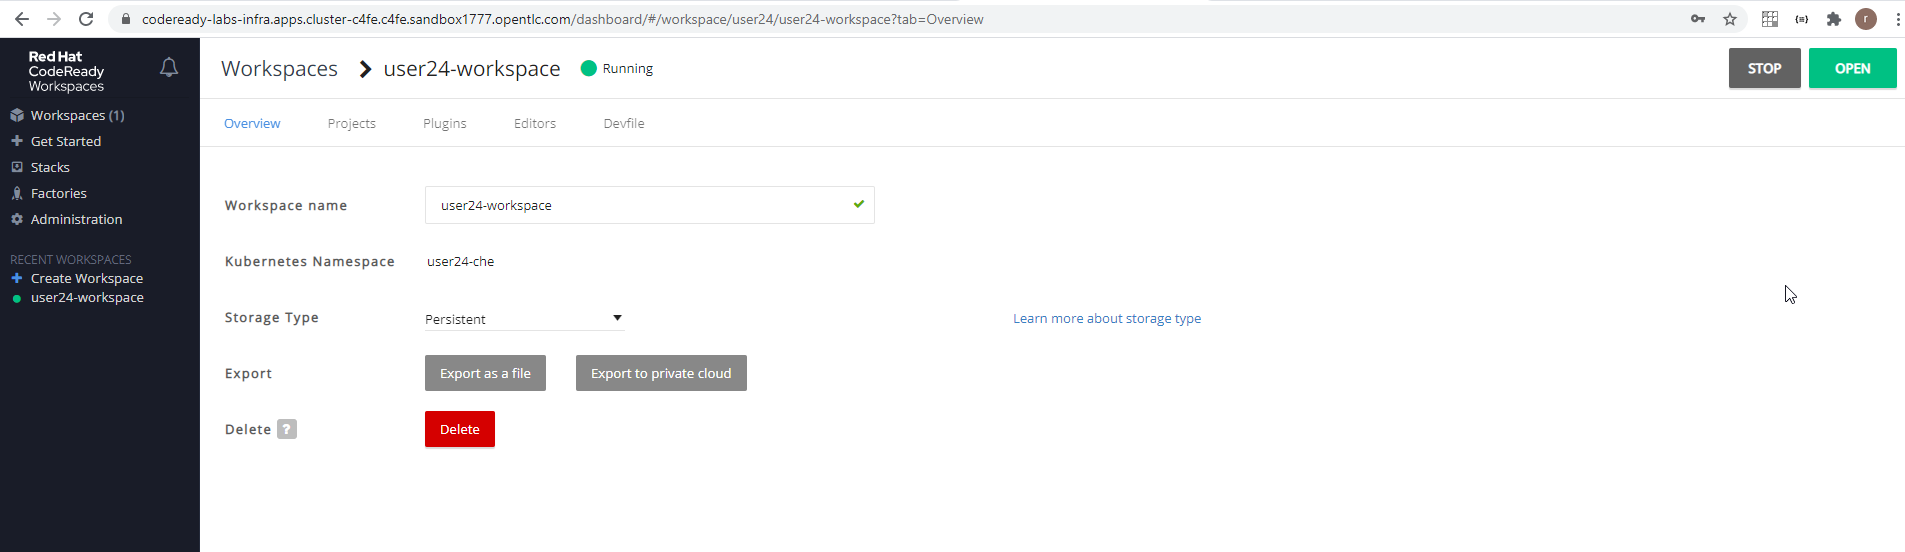 codeready-labs-infra.apps.cluster-c4fe.c4fe.sandbox1777.opentlc.com/dashboard/#/workspace/user24/user24-workspace?tab=Overview
r
Red Hat
CodeReady
Workspaces
Workspaces (1)
Get Started
Stacks
Factories
Administration
RECENT WORKSPACES
Create Workspace
user24-workspace
Workspaces
user24-workspace
Running
STOP
OPEN
Overview
Projects
Plugins
Editors
Devfile
Workspace name
user24-workspace
Kubernetes Namespace
user24-che
Storage Type
Persistent
Learn more about storage type
Export
Export as a file
Export to private cloud
Delete ?
Delete